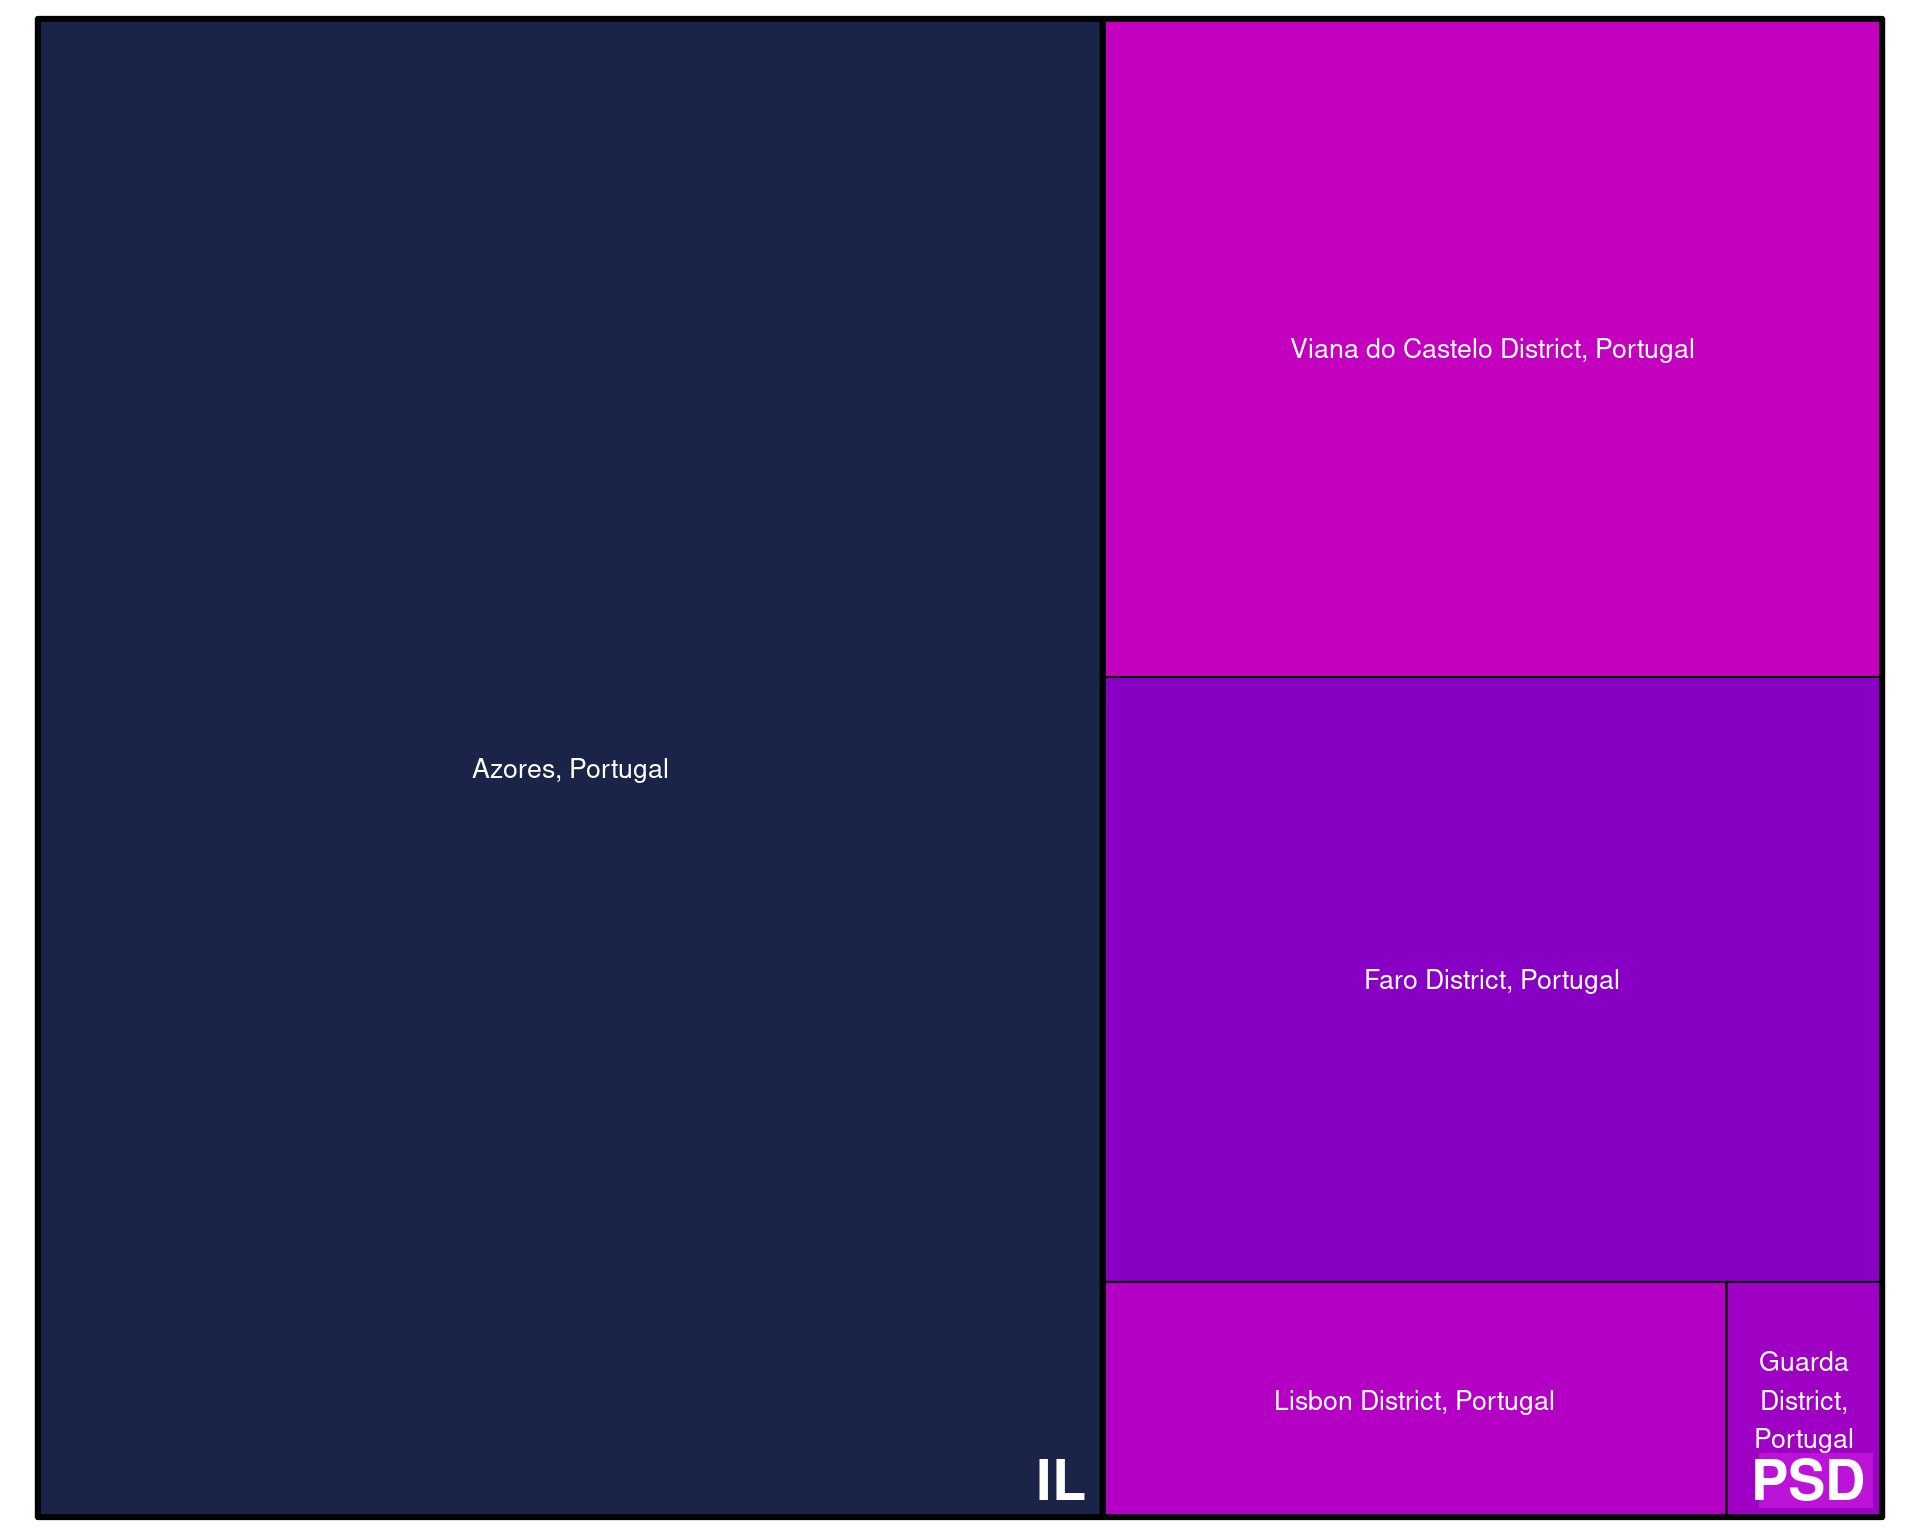 Viana do Castelo District, Portugal
Azores, Portugal
Faro District, Portugal
Lisbon District, Portugal
Guarda
District,
Portugal
IL
PSD